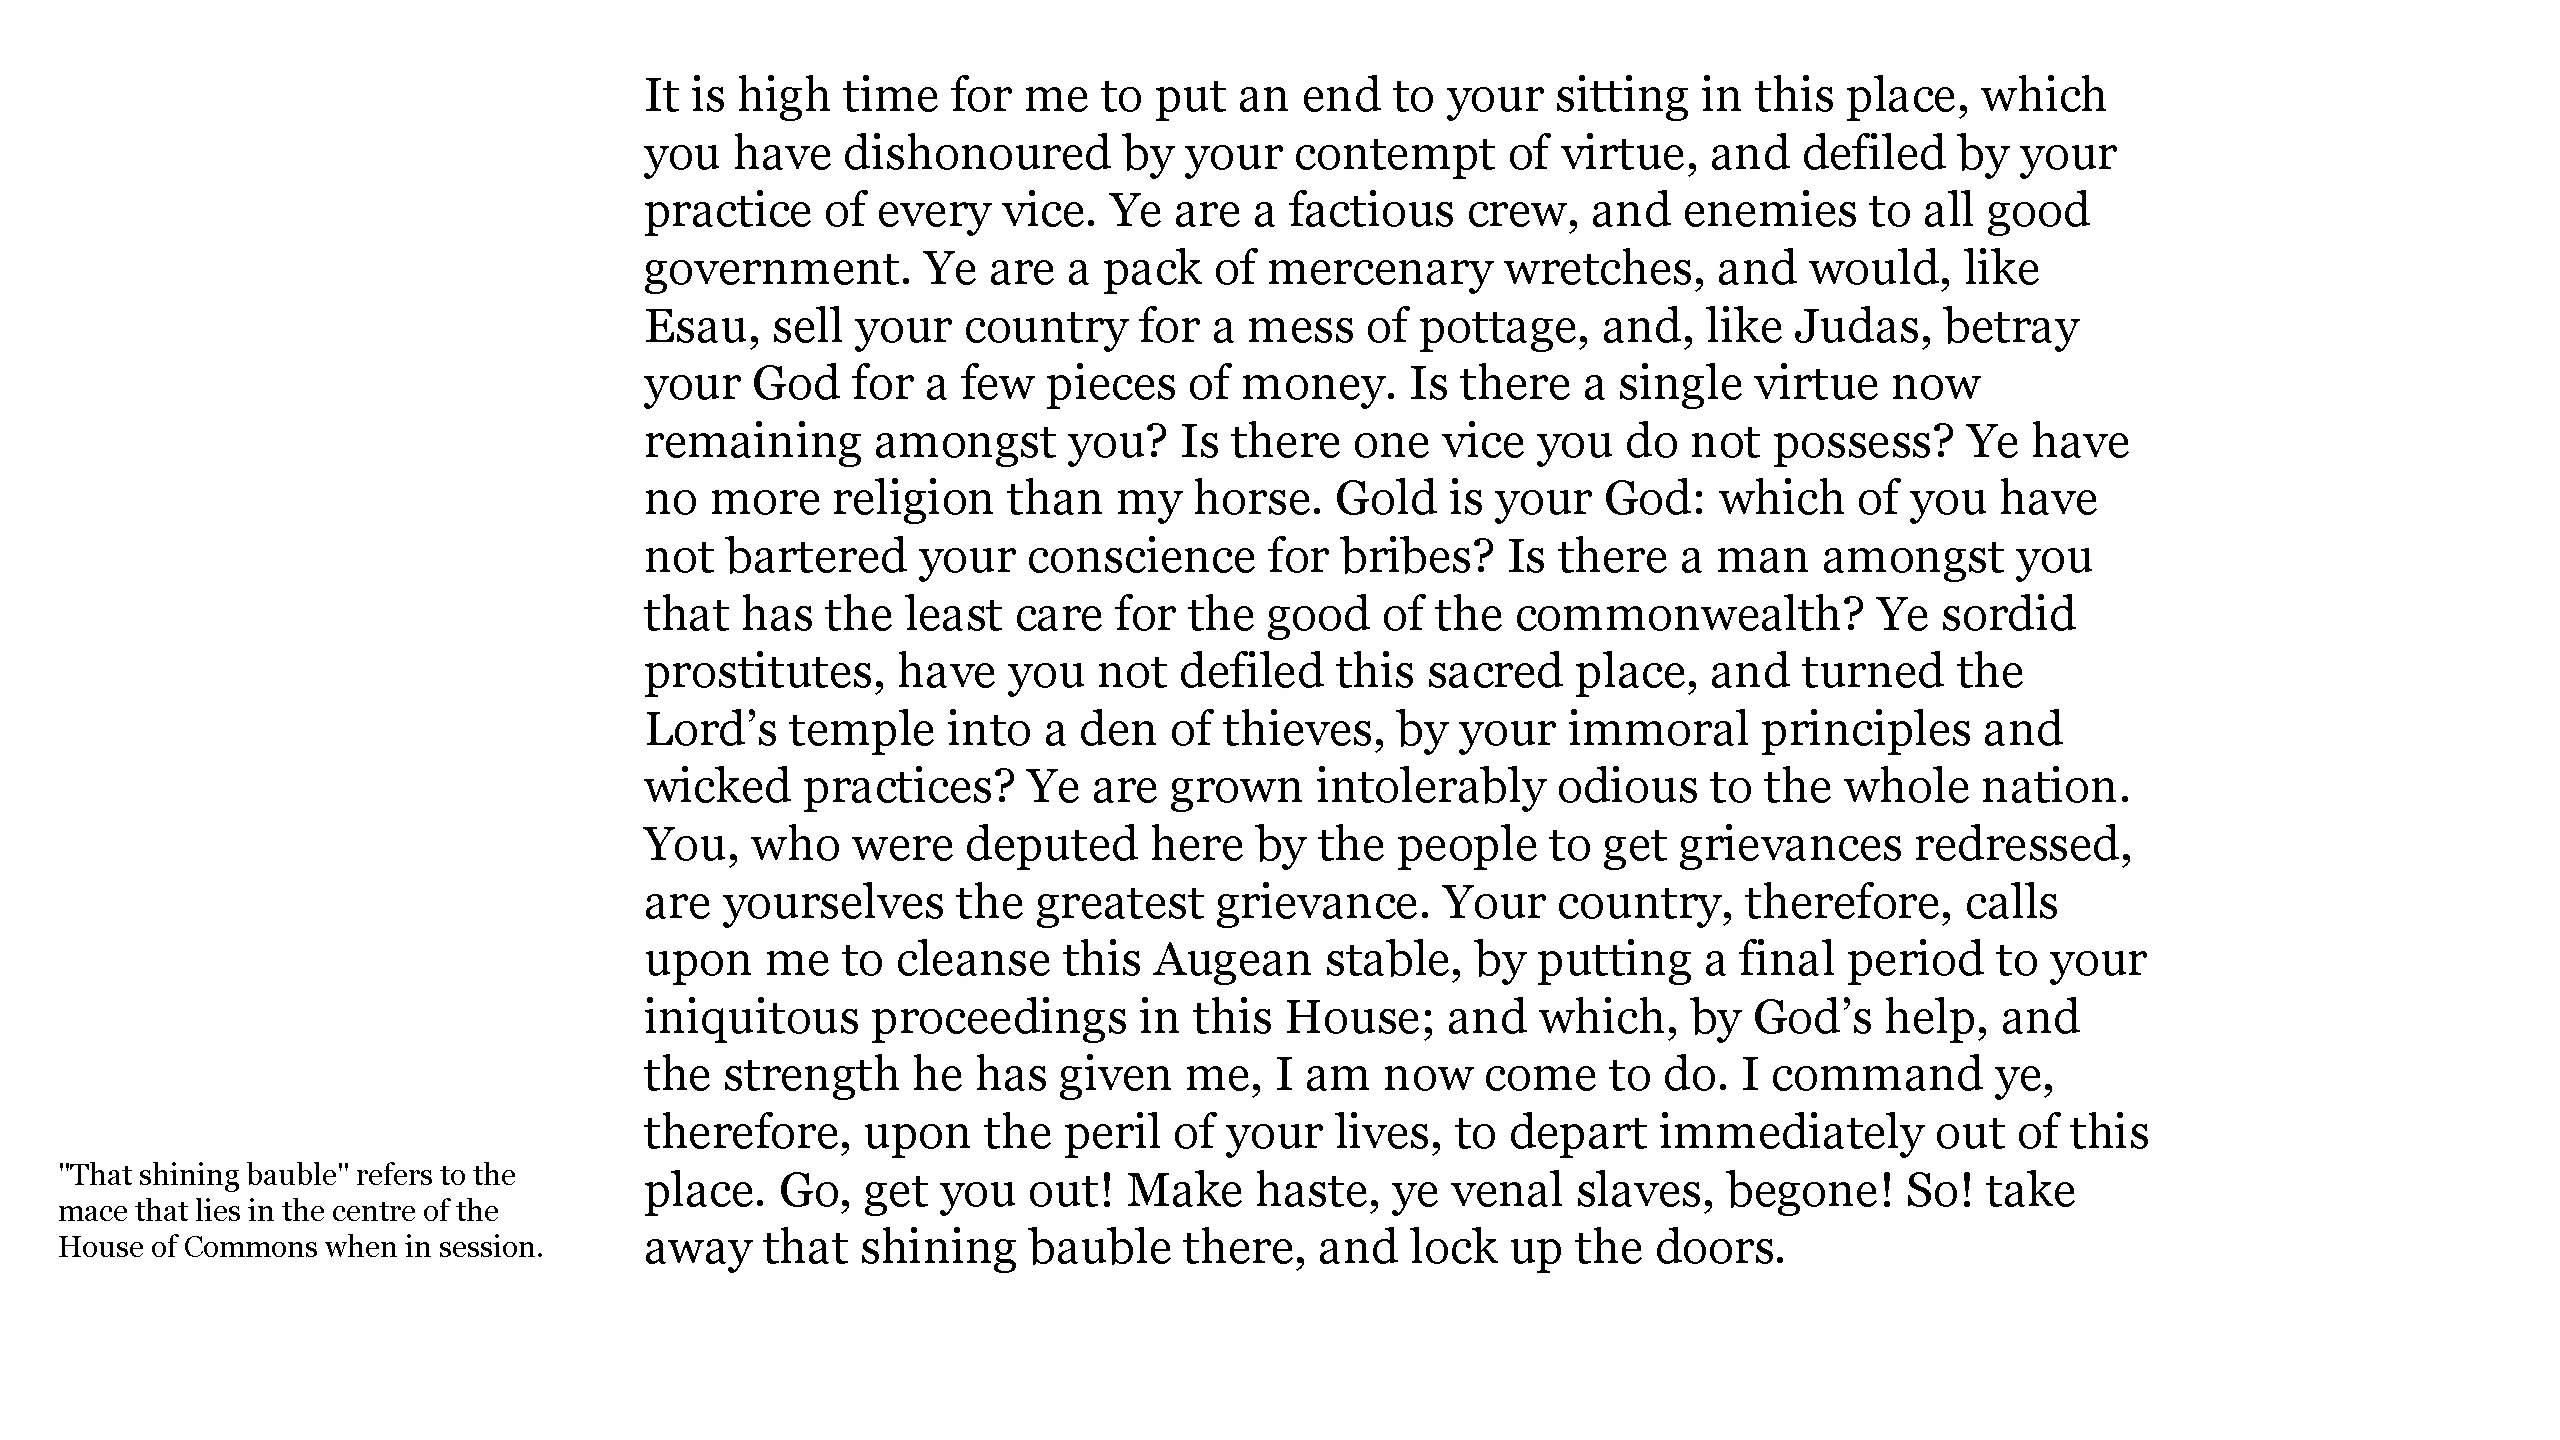 It is high time for me to put an end to your sitting in this place, which
you have dishonoured by your contempt of virtue, and defiled by your
practice of every vice. Ye are a factious crew, and enemies to all good
government. Ye are a pack of mercenary wretches, and would, like
Esau, sell your country for a mess of pottage, and, like Judas, betray
your God for a few pieces of money. Is there a single virtue now
remaining amongst you? Is there one vice you do not possess? Ye have
no more religion than my horse. Gold is your God: which of you have
not bartered your conscience for bribes? Is there a man amongst you
that has the least care for the good of the commonwealth? Ye sordid
prostitutes, have you not defiled this sacred place, and turned the
Lord’s temple into a den of thieves, by your immoral principles and
wicked practices? Ye are grown intolerably odious to the whole nation.
You, who were deputed here by the people to get grievances redressed,
are yourselves the greatest grievance. Your country, therefore, calls
upon me to cleanse this Augean stable, by putting a final period to your
iniquitous proceedings in this House; and which, by God’s help, and
the strength he has given me, I am now come to do. I command ye,
therefore, upon the peril of your lives, to depart immediately out of this
place. Go, get you out! Make haste, ye venal slaves, begone! So! take
away that shining bauble there, and lock up the doors.
"That shining bauble" refers to the
mace that lies in the centre of the
House of Commons when in session.